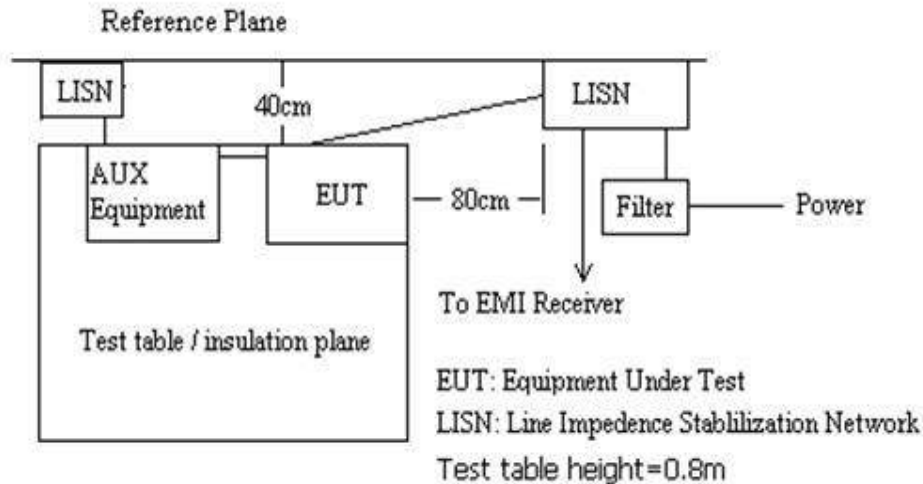 Reference Plane
LISN
40cm
LISN
AUX
Equipment
EUT
80cm
Filter
Power
To EMI Receiver
Test table / insulation plane
EUT: Equipment Under Test
LISN: Line Impedence Stablilization Network
Test table height=0.8m